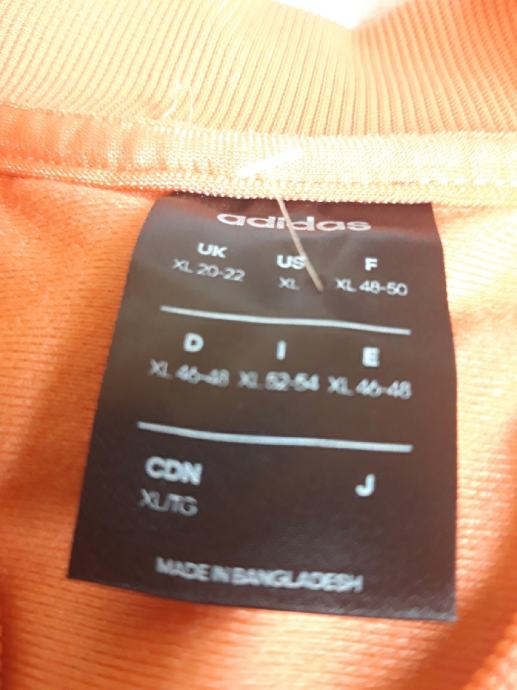 adidas
UK US F
XL 20-22 XL XL 48-50
D I E
XL 46-48 XL 52-54 XL 46-48
CDN J
XL/TG
MADE IN BANGLADESH